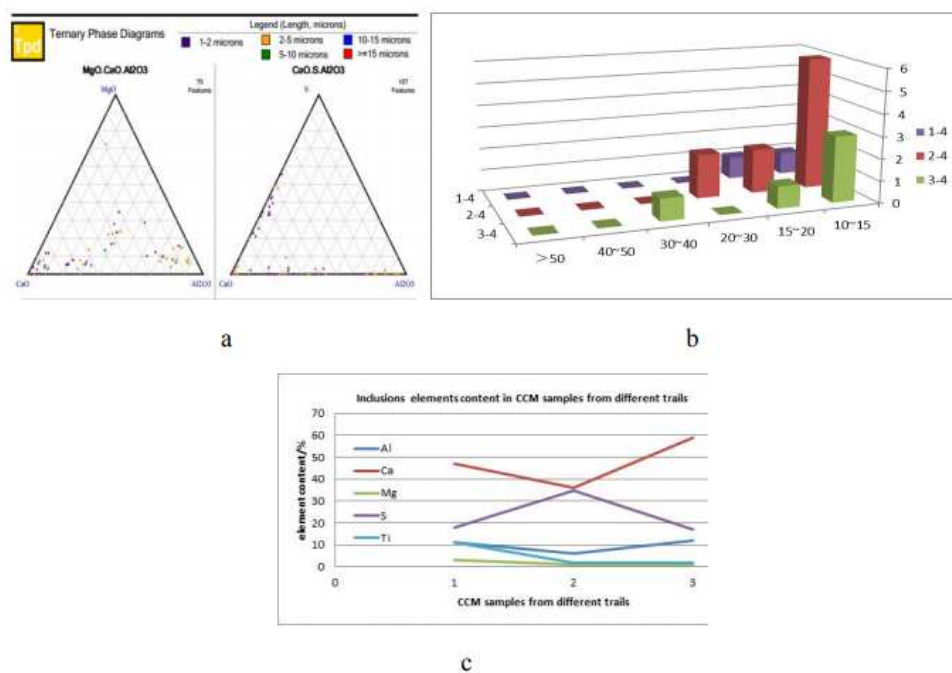 Tpd
Ternary Phase Diagrams
Legend (Length, microns)
1-2 microns
2-5 microns
10-15 microns
5-10 microns
>=15 microns
MgO.CaO.Al2O3
CaO.S.Al2O3
MgO
Features
S
Features
CaO
Al2O3
CaO
Al2O3
6
5
4
3
2
1
0
1-4
2-4
3-4
1-4
2-4
3-4
>50
40~50
30~40
20~30
15~20
10~15
a
b
Inclusions elements content in CCM samples from different trails
element content/%
70
60
50
40
30
20
10
0
Al
Ca
Mg
S
Ti
0
1
2
3
CCM samples from different trails
c